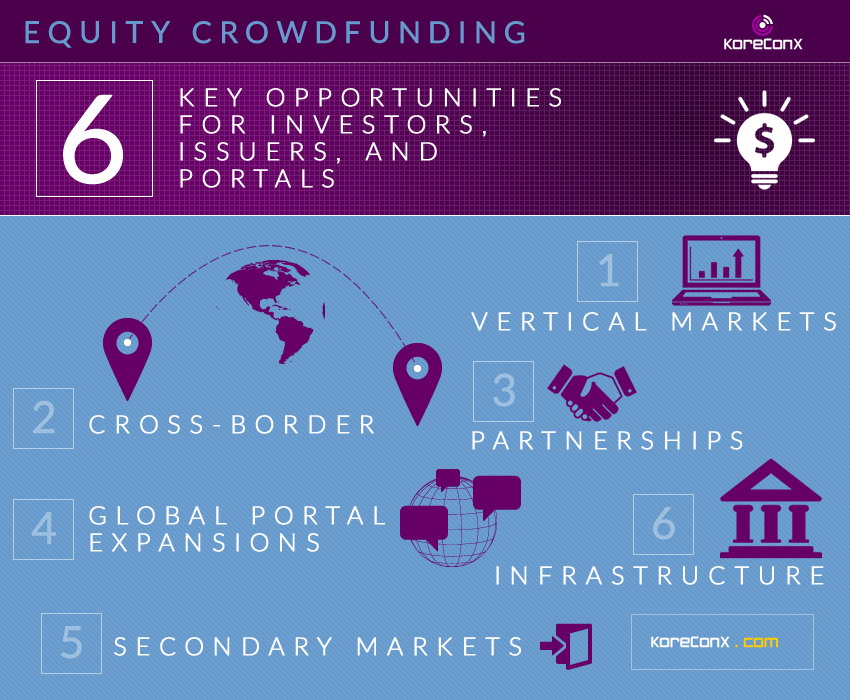 EQUITY CROWDFUNDING
KoreConX
6
KEY OPPORTUNITIES
FOR INVESTORS,
ISSUERS, AND
PORTALS
$
1
VERTICAL MARKETS
2
CROSS-BORDER
3
PARTNERSHIPS
4
GLOBAL PORTAL
EXPANSIONS
6
INFRASTRUCTURE
5
SECONDARY MARKETS
KoreConX.com